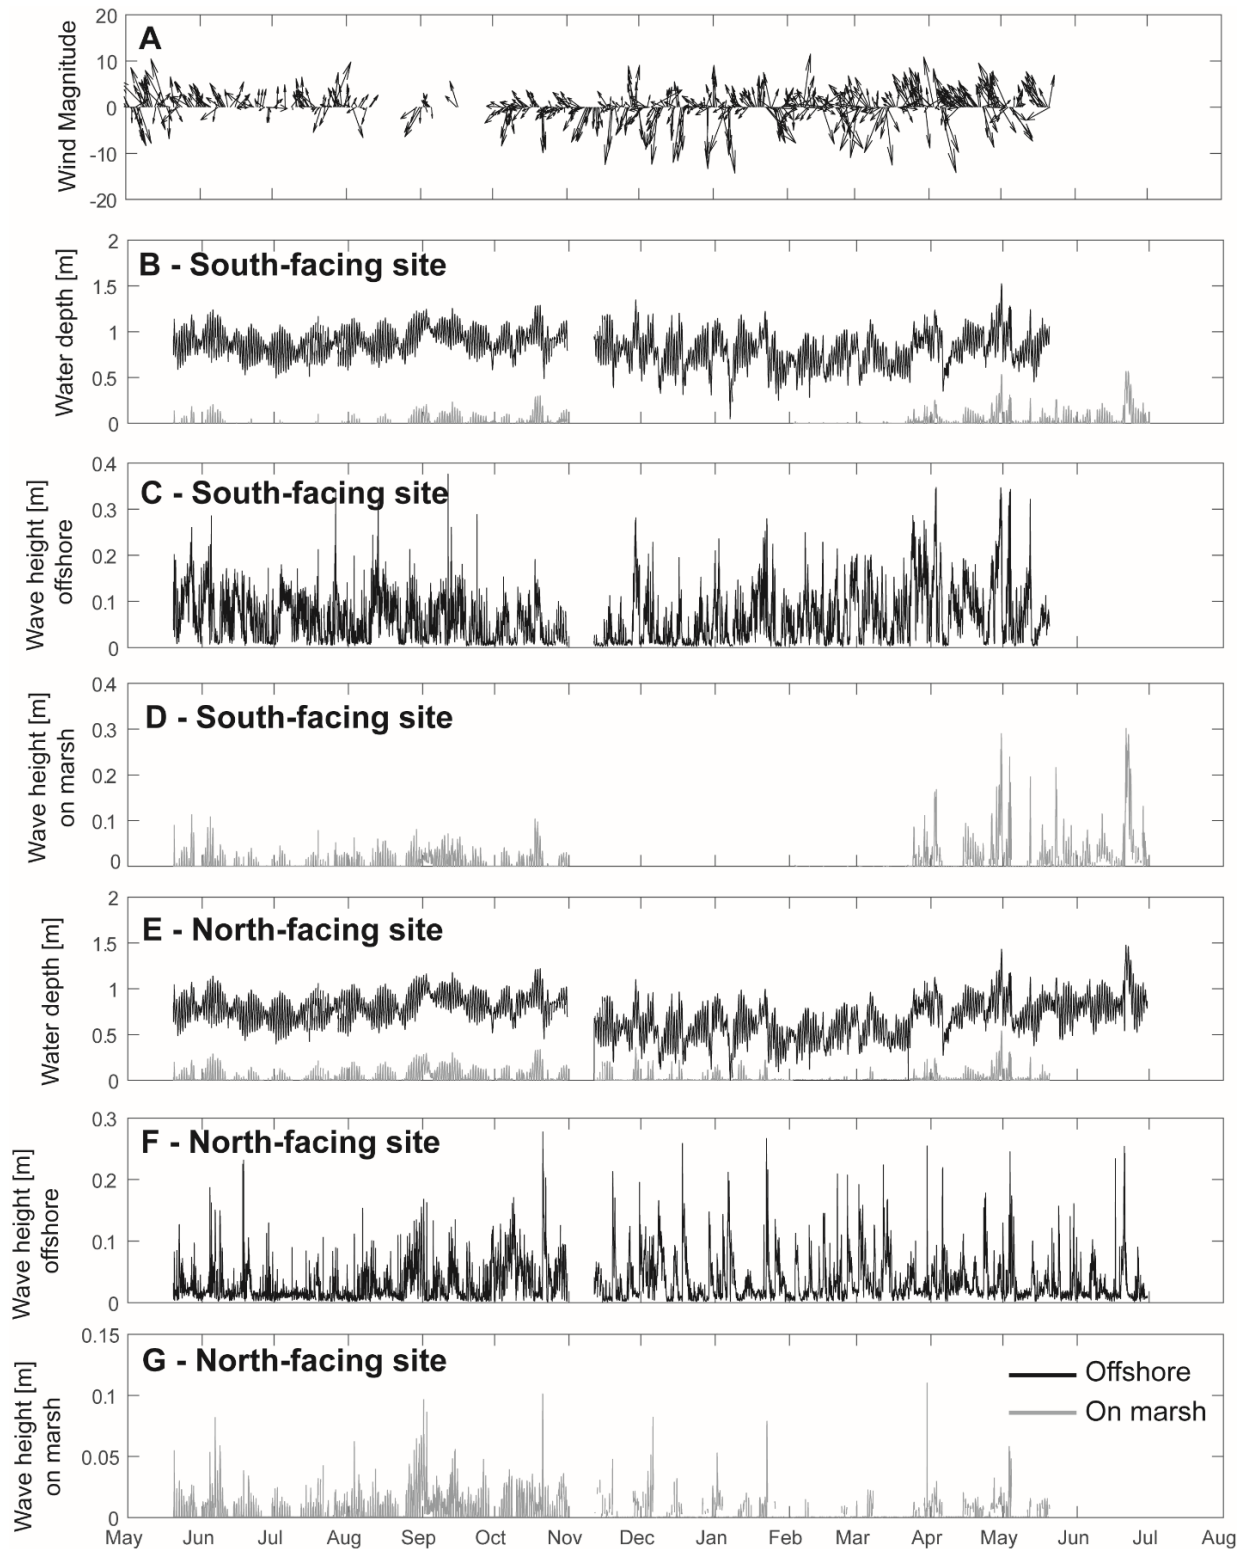 20
A
10
0
-10
-20
Wind Magnitude
2
B - South-facing site
1.5
1
0.5
0
Water depth [m]
0.4
C - South-facing site
0.3
0.2
0.1
0
Wave height [m]
offshore
0.4
D - South-facing site
0.3
0.2
0.1
0
Wave height [m]
on marsh
2
E - North-facing site
1.5
1
0.5
0
Water depth [m]
0.3
F - North-facing site
0.2
0.1
0
Wave height [m]
offshore
0.15
G - North-facing site
Offshore
0.1
On marsh
0.05
0
Wave height [m]
on marsh
May Jun Jul Aug Sep Oct Nov Dec Jan Feb Mar Apr May Jun Jul Aug